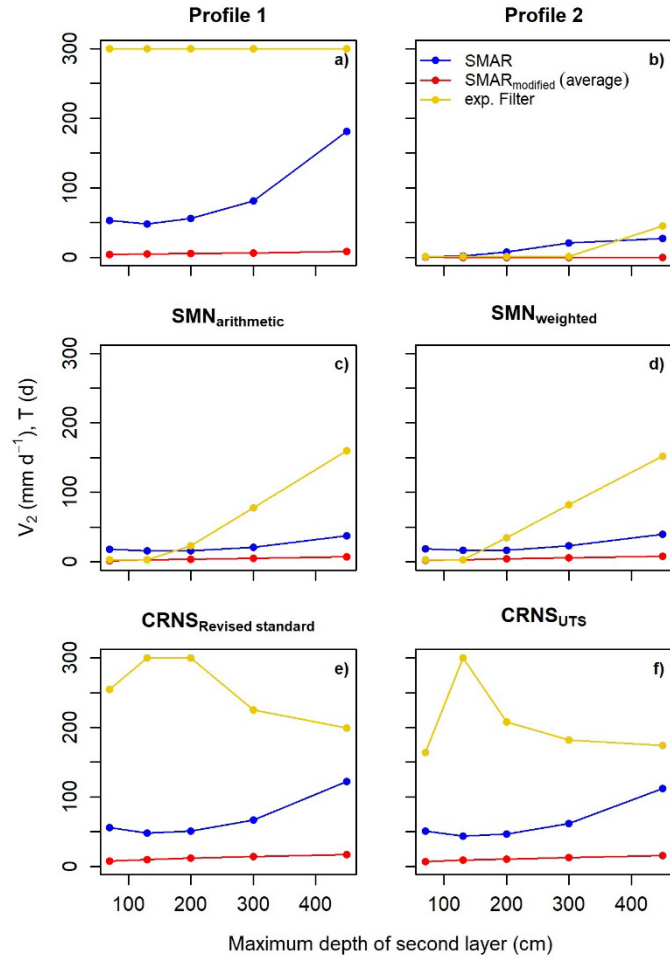 Profile 1
Profile 2
a)
b)
SMAR
SMARmodified (average)
exp. Filter
300
200
100
0
SMNarithmetic
SMNweighted
c)
d)
300
200
100
0
V2 (mm d−1), T (d)
CRNSRevised standard
CRNSUTS
e)
f)
300
200
100
0
100 200 300 400
100 200 300 400
Maximum depth of second layer (cm)